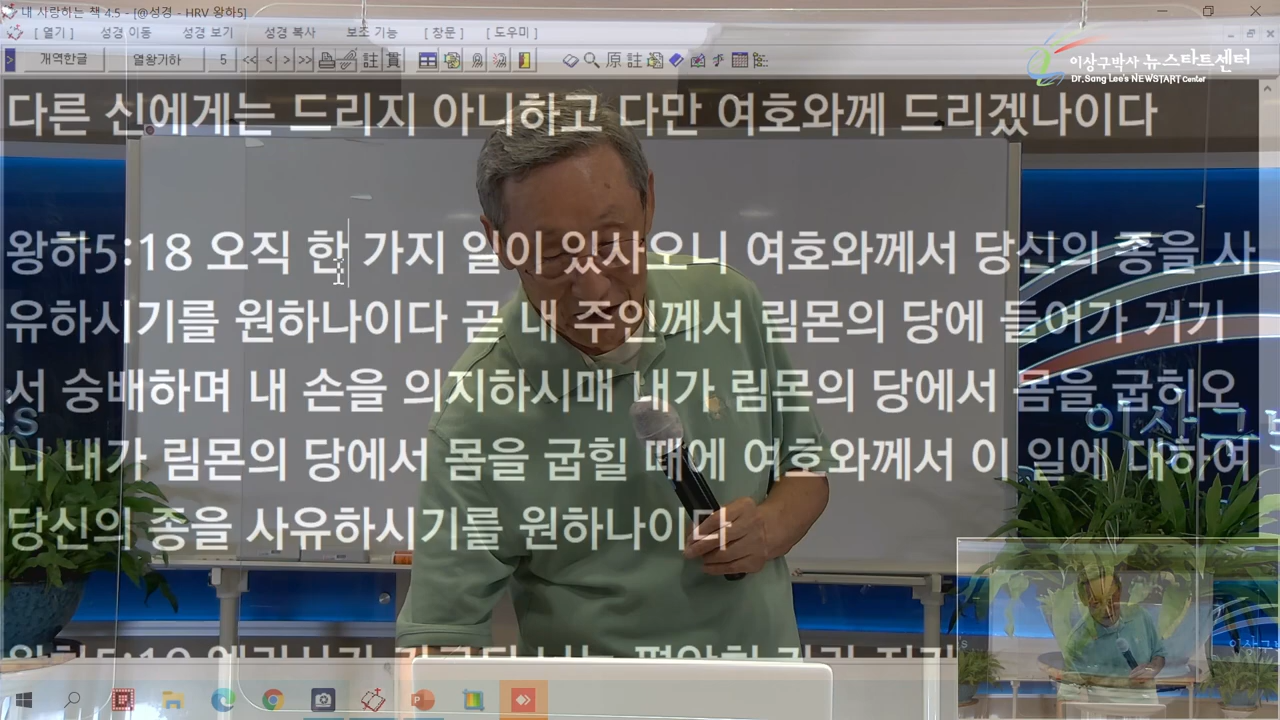 내 사랑하는 책 4.5 - [@성경 - HRV 왕하5]
[ 열기 ] 성경 이동 성경 보기 성경 복사 보조 기능 [ 창문 ] [ 도우미 ]
개역한글 열왕기하 5 << < > >> 註 貫 原 註
이상구박사 뉴스타트센터
Dr. Sang Lee's NEWSTART Center
다른 신에게는 드리지 아니하고 다만 여호와께 드리겠나이다
왕하5:18 오직 한 가지 일이 있사오니 여호와께서 당신의 종을 사
유하시기를 원하나이다 곧 내 주인께서 림몬의 당에 들어가 거기
서 숭배하며 내 손을 의지하시매 내가 림몬의 당에서 몸을 굽히오
니 내가 림몬의 당에서 몸을 굽힐 때에 여호와께서 이 일에 대하여
당신의 종을 사유하시기를 원하나이다
이상구